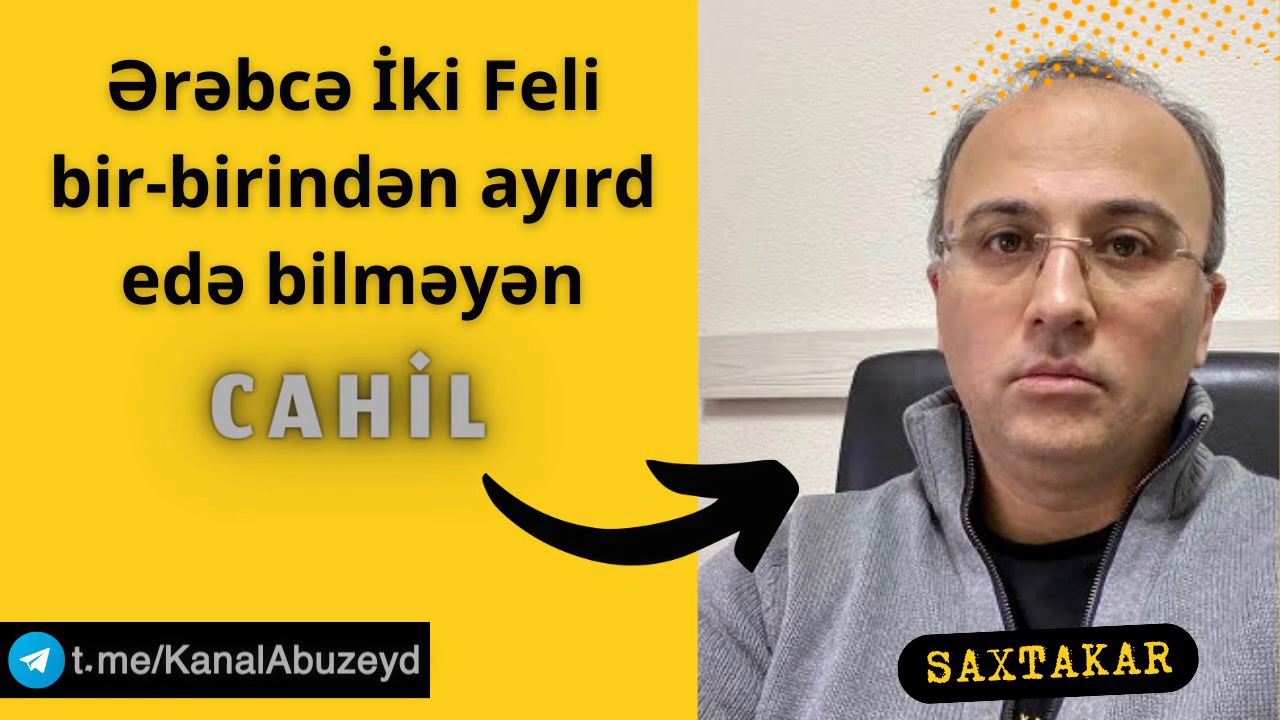 Ərəbcə İki Feli
bir-birindən ayırd
edə bilməyən
CAHİL
t.me/KanalAbuzeyd
SAXTAKAR